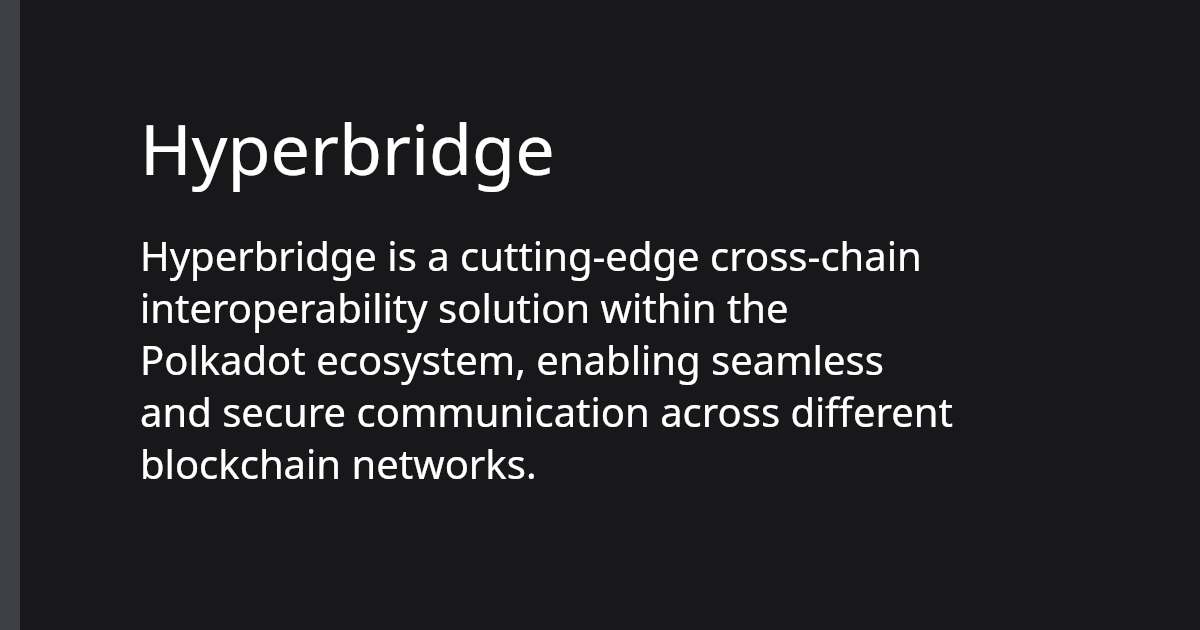 Hyperbridge
Hyperbridge is a cutting-edge cross-chain
interoperability solution within the
Polkadot ecosystem, enabling seamless
and secure communication across different
blockchain networks.